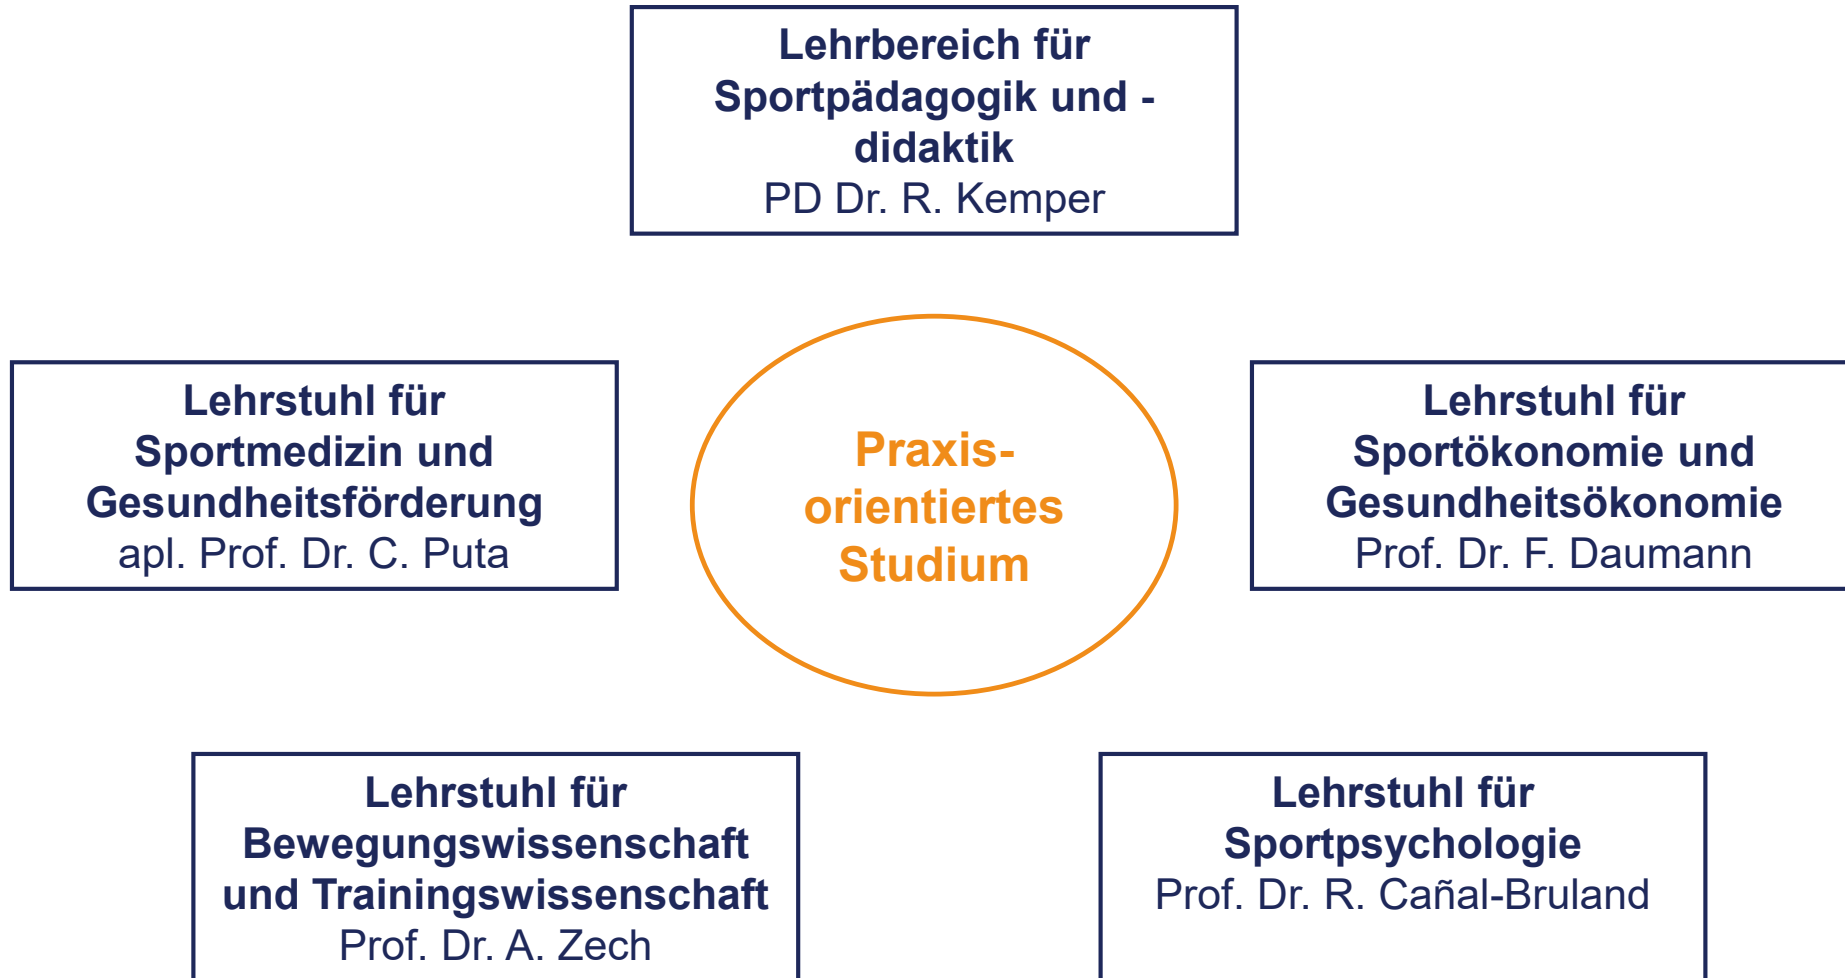 Lehrbereich für
Sportpädagogik und -
didaktik
PD Dr. R. Kemper
Lehrstuhl für
Sportmedizin und
Gesundheitsförderung
apl. Prof. Dr. C. Puta
Praxis-
orientiertes
Studium
Lehrstuhl für
Sportökonomie und
Gesundheitsökonomie
Prof. Dr. F. Daumann
Lehrstuhl für
Bewegungswissenschaft
und Trainingswissenschaft
Prof. Dr. A. Zech
Lehrstuhl für
Sportpsychologie
Prof. Dr. R. Cañal-Bruland